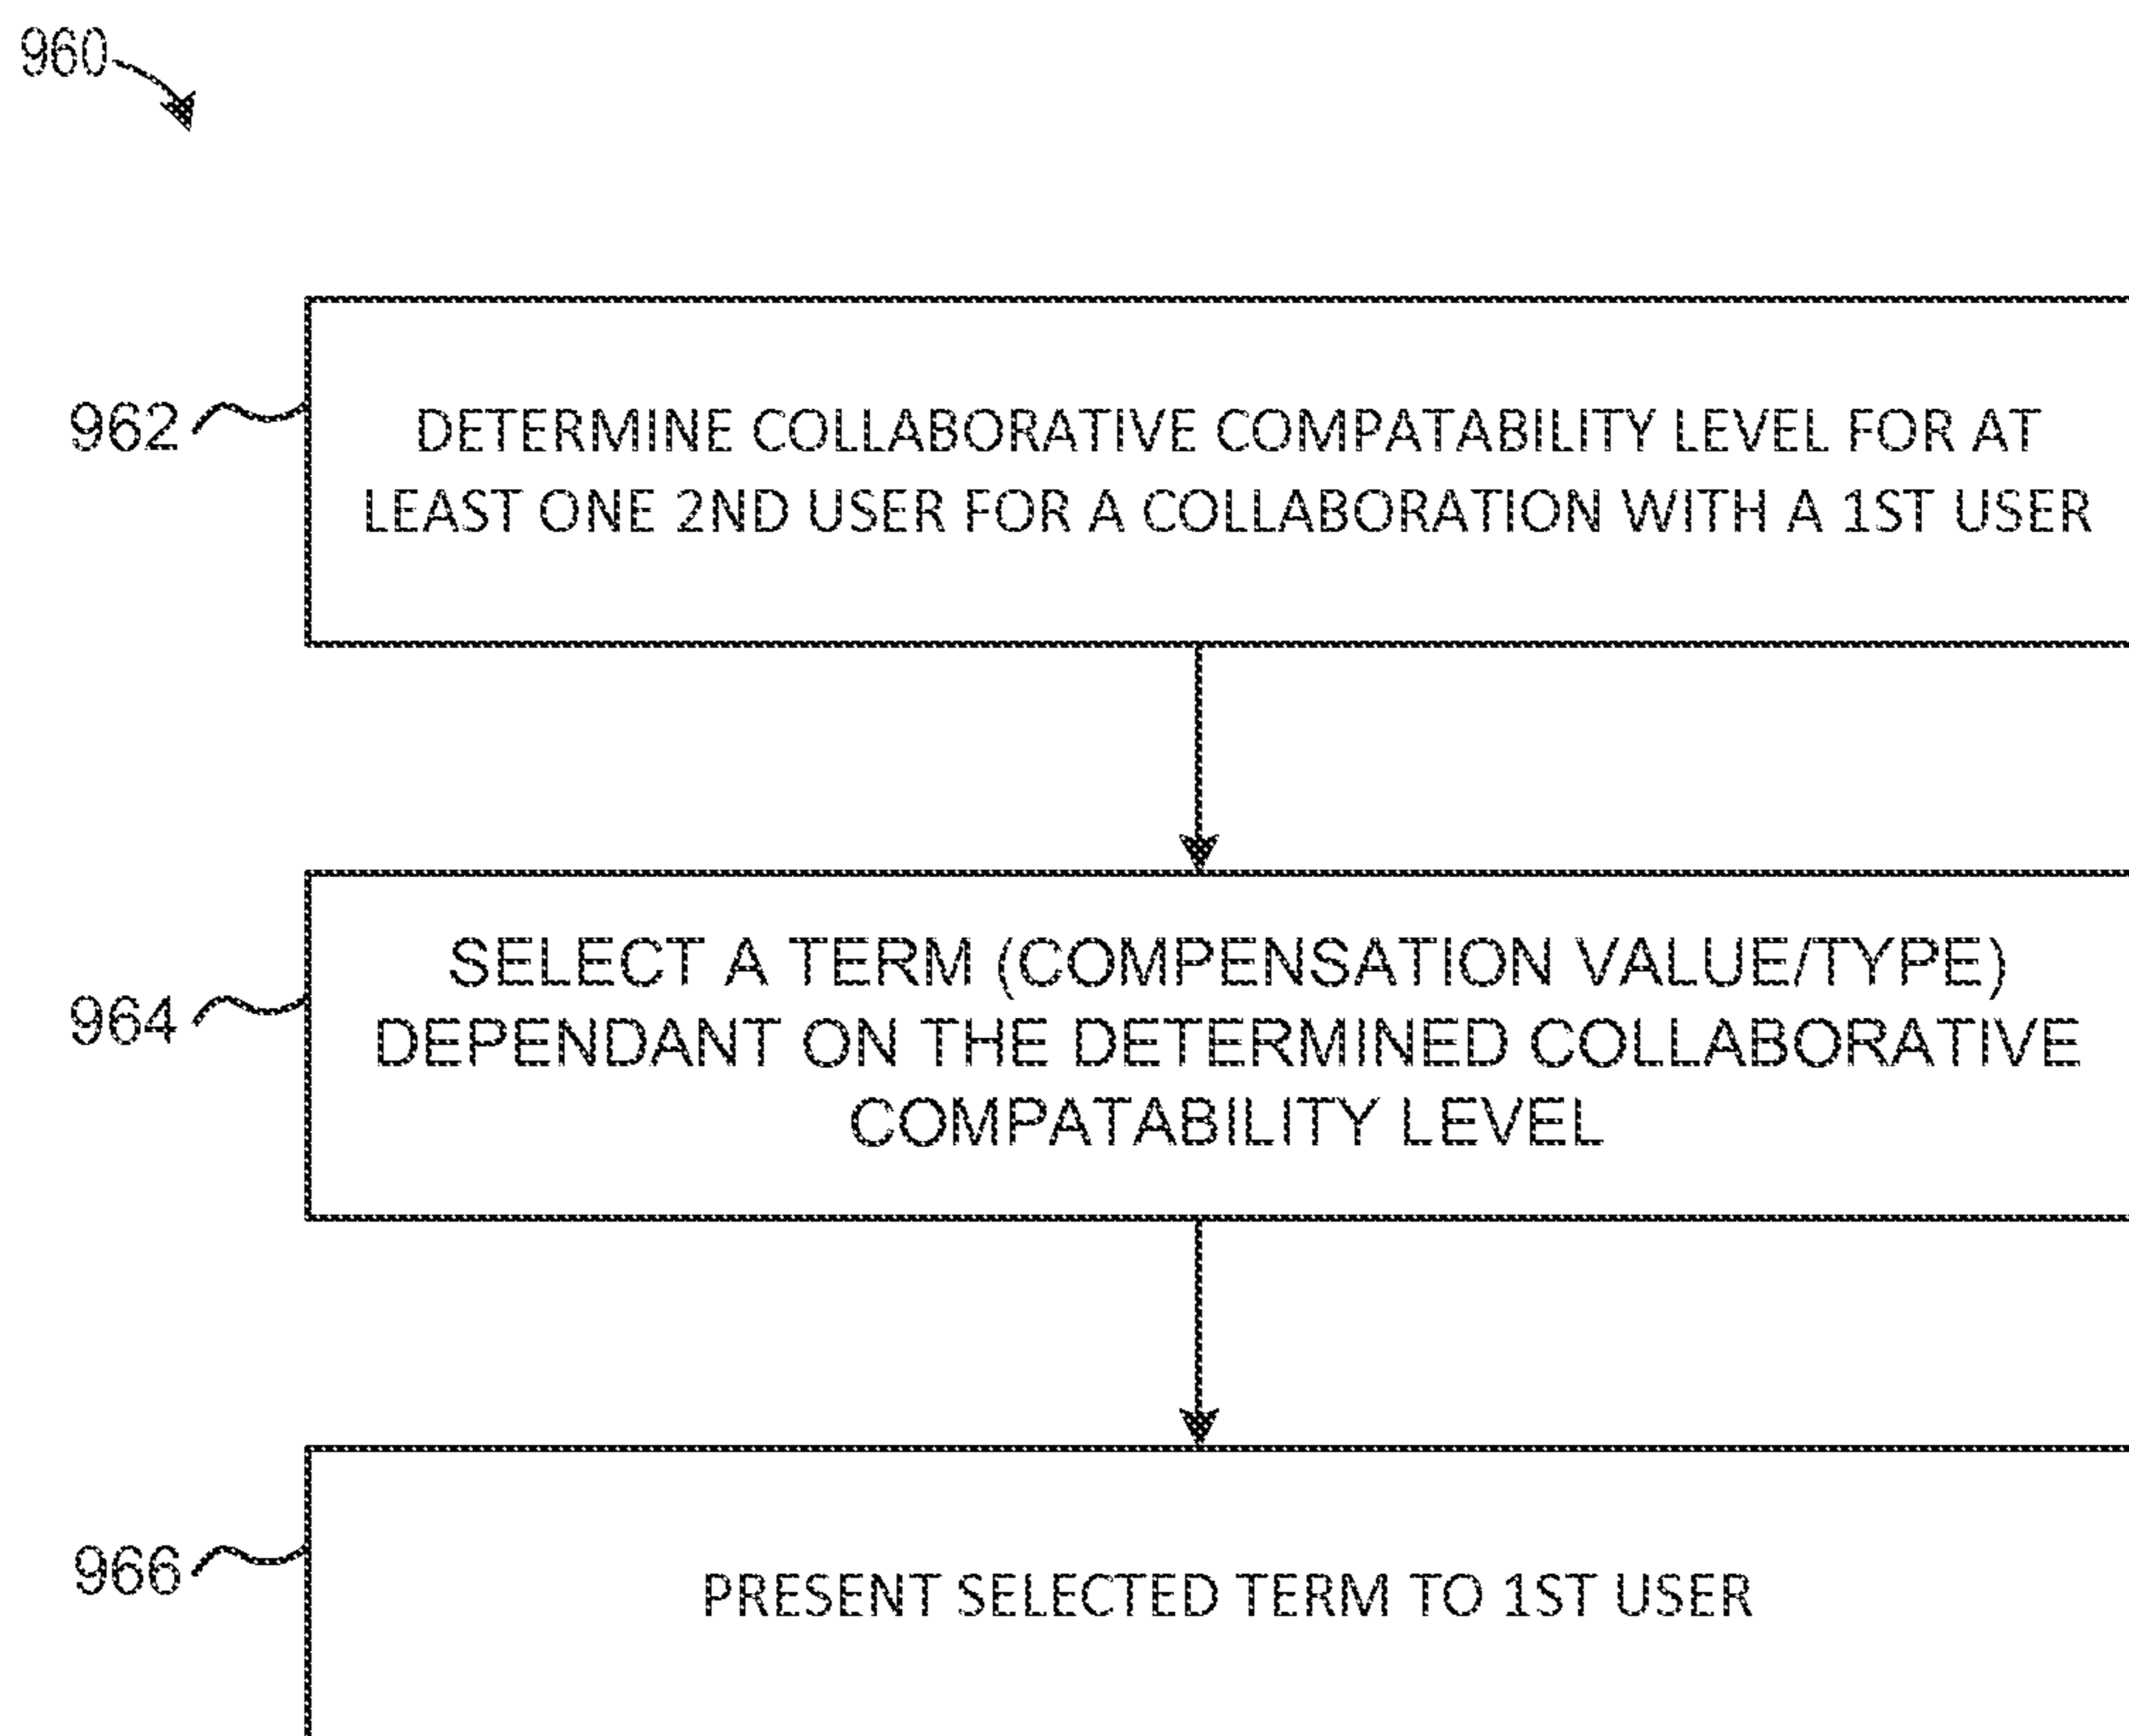 960
962
DETERMINE COLLABORATIVE COMPATABILITY LEVEL FOR AT
LEAST ONE 2ND USER FOR A COLLABORATION WITH A 1ST USER
964
SELECT A TERM (COMPENSATION VALUE/TYPE)
DEPENDANT ON THE DETERMINED COLLABORATIVE
COMPATABILITY LEVEL
966
PRESENT SELECTED TERM TO 1ST USER